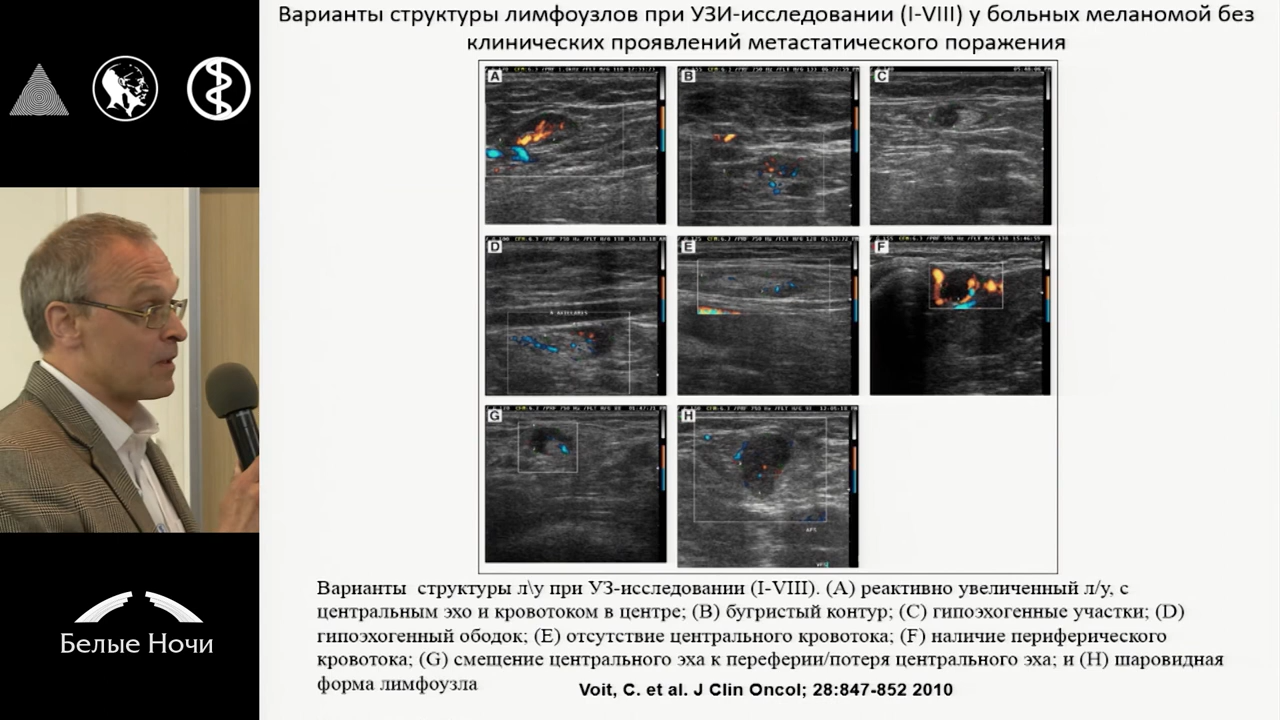 Варианты структуры лимфоузлов при УЗИ-исследовании (I-VIII) у больных меланомой без
клинических проявлений метастатического поражения
A
B
C
D
E
F
G
H
Варианты структуры л\у при УЗ-исследовании (I-VIII). (A) реактивно увеличенный л/у, с
центральным эхо и кровотоком в центре; (B) бугристый контур; (C) гипоэхогенные участки; (D)
гипоэхогенный ободок; (E) отсутствие центрального кровотока; (F) наличие периферического
кровотока; (G) смещение центрального эха к переферии/потеря центрального эха; и (H) шаровидная
форма лимфоузла
Voit, C. et al. J Clin Oncol; 28:847-852 2010
Белые Ночи